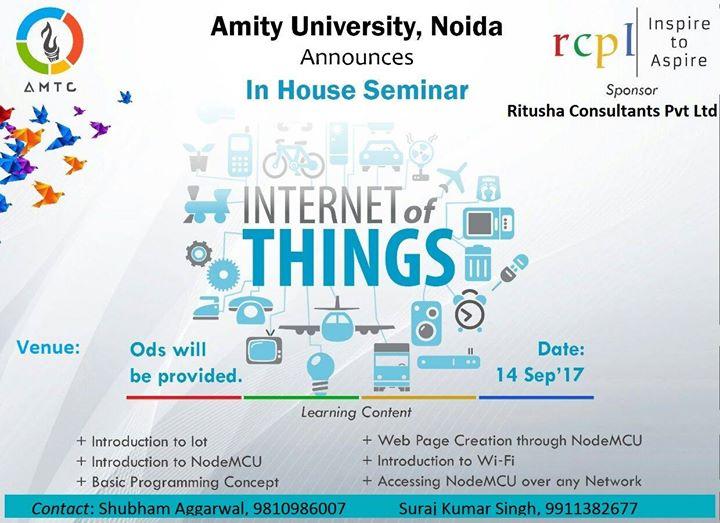 AMTC
Amity University, Noida
Announces
In House Seminar
rcpl
Inspire
to
Aspire
Sponsor
Ritusha Consultants Pvt Ltd
INTERNET of
THINGS
Venue:
Ods will
be provided.
Date:
14 Sep'17
Learning Content
+ Introduction to Iot
+ Introduction to NodeMCU
+ Basic Programming Concept
+ Web Page Creation through NodeMCU
+ Introduction to Wi-Fi
+ Accessing NodeMCU over any Network
Contact: Shubham Aggarwal, 9810986007 Suraj Kumar Singh, 9911382677